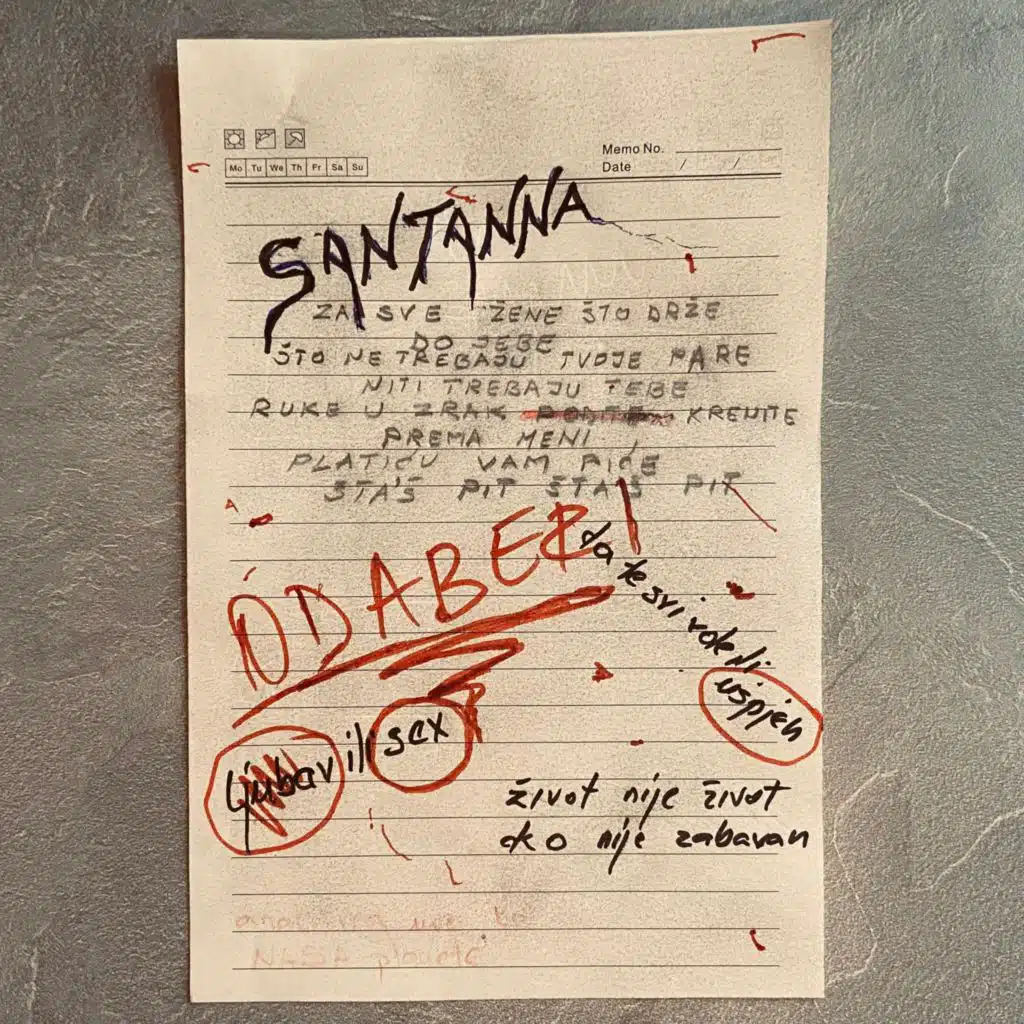 Memo No.
Mo Tu We Th Fr Sa Su
Date / /
SANTANNA
ZA SVE ŽENE ŠTO DRŽE
DO SEBE
ŠTO NE TREBAJU TVOJE PARE
NITI TREBAJU TEBE
RUKE U ZRAK KRENITE
PREMA MENI
PLATIĆU VAM PIĆE
ŠTA'Š PIT ŠTA'Š PIT
ODABERI
da te svi vole ili
uspjeh
ljubav ili sex
život nije život
ako nije zabavan
NAŠA